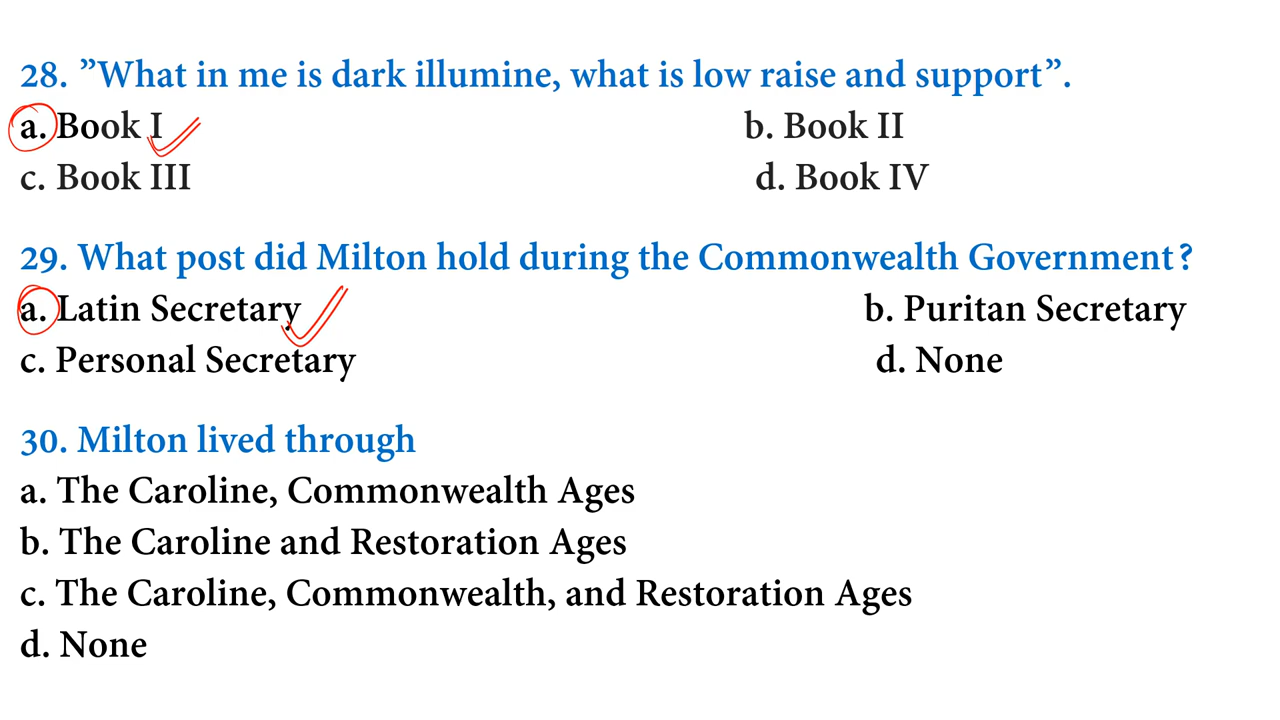 28. ”What in me is dark illumine, what is low raise and support”.
a. Book I b. Book II
c. Book III d. Book IV
29. What post did Milton hold during the Commonwealth Government?
a. Latin Secretary b. Puritan Secretary
c. Personal Secretary d. None
30. Milton lived through
a. The Caroline, Commonwealth Ages
b. The Caroline and Restoration Ages
c. The Caroline, Commonwealth, and Restoration Ages
d. None